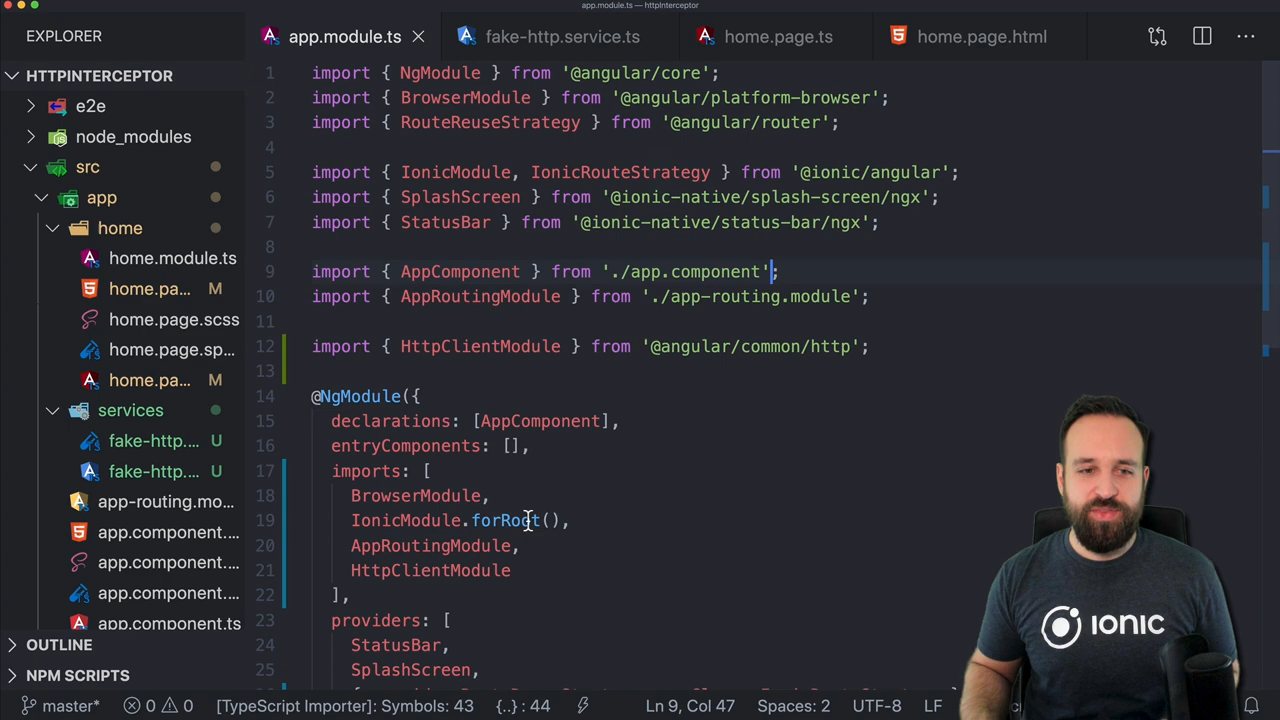 app.module.ts — httpInterceptor
EXPLORER
app.module.ts
fake-http.service.ts
home.page.ts
home.page.html
HTTPINTERCEPTOR
e2e
node_modules
src
app
home
home.module.ts
home.pa... M
home.page.scss
home.page.sp...
home.pa... M
services
fake-http.... U
fake-http.... U
app-routing.mo...
app.component....
app.component....
app.component....
app.component.ts
OUTLINE
NPM SCRIPTS
1 import { NgModule } from '@angular/core';
2 import { BrowserModule } from '@angular/platform-browser';
3 import { RouteReuseStrategy } from '@angular/router';
4
5 import { IonicModule, IonicRouteStrategy } from '@ionic/angular';
6 import { SplashScreen } from '@ionic-native/splash-screen/ngx';
7 import { StatusBar } from '@ionic-native/status-bar/ngx';
8
9 import { AppComponent } from './app.component';
10 import { AppRoutingModule } from './app-routing.module';
11
12 import { HttpClientModule } from '@angular/common/http';
13
14 @NgModule({
15 declarations: [AppComponent],
16 entryComponents: [],
17 imports: [
18 BrowserModule,
19 IonicModule.forRoot(),
20 AppRoutingModule,
21 HttpClientModule
22 ],
23 providers: [
24 StatusBar,
25 SplashScreen,
IONIC
master* 0 0 [TypeScript Importer]: Symbols: 43 {..} : 44 Ln 9, Col 47 Spaces: 2 UTF-8 LF